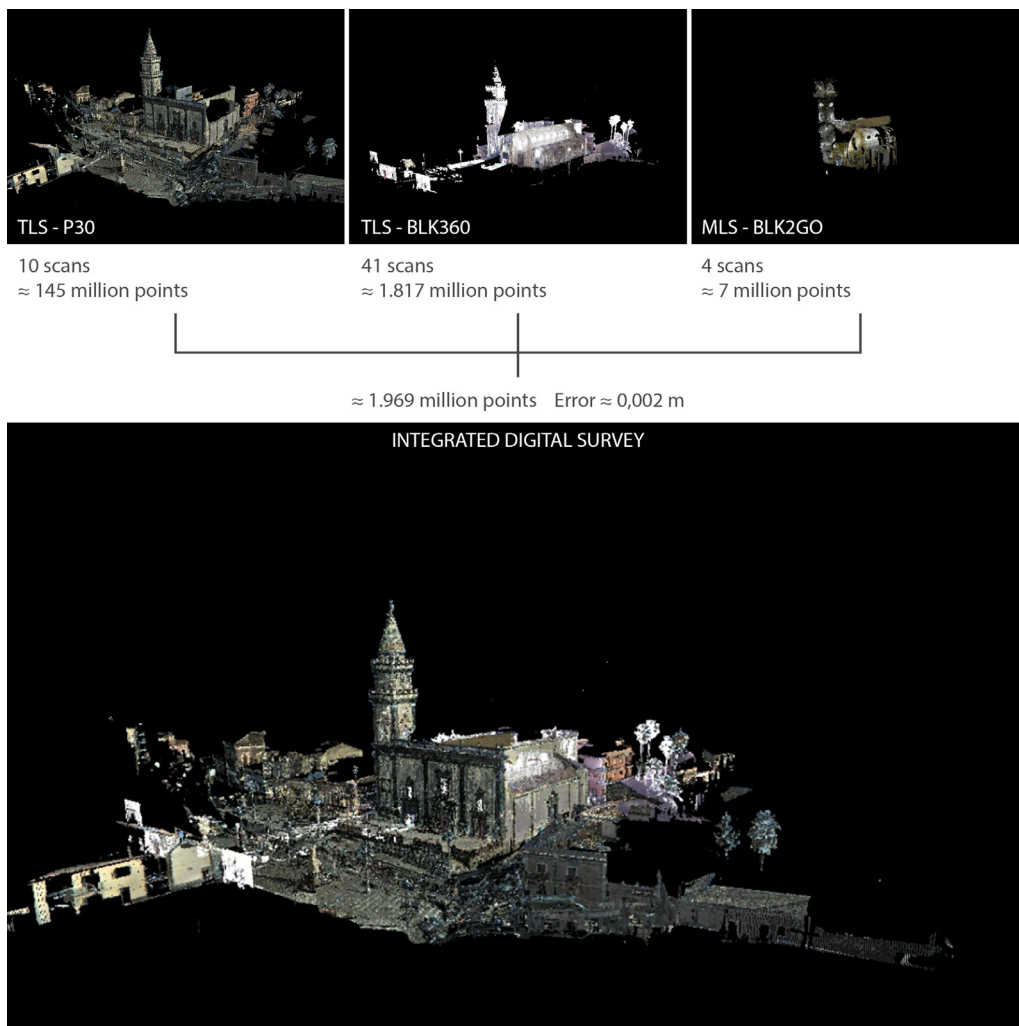 TLS - P30
TLS - BLK360
MLS - BLK2GO
10 scans
≈ 145 million points
41 scans
≈ 1.817 million points
4 scans
≈ 7 million points
≈ 1.969 million points Error ≈ 0,002 m
INTEGRATED DIGITAL SURVEY